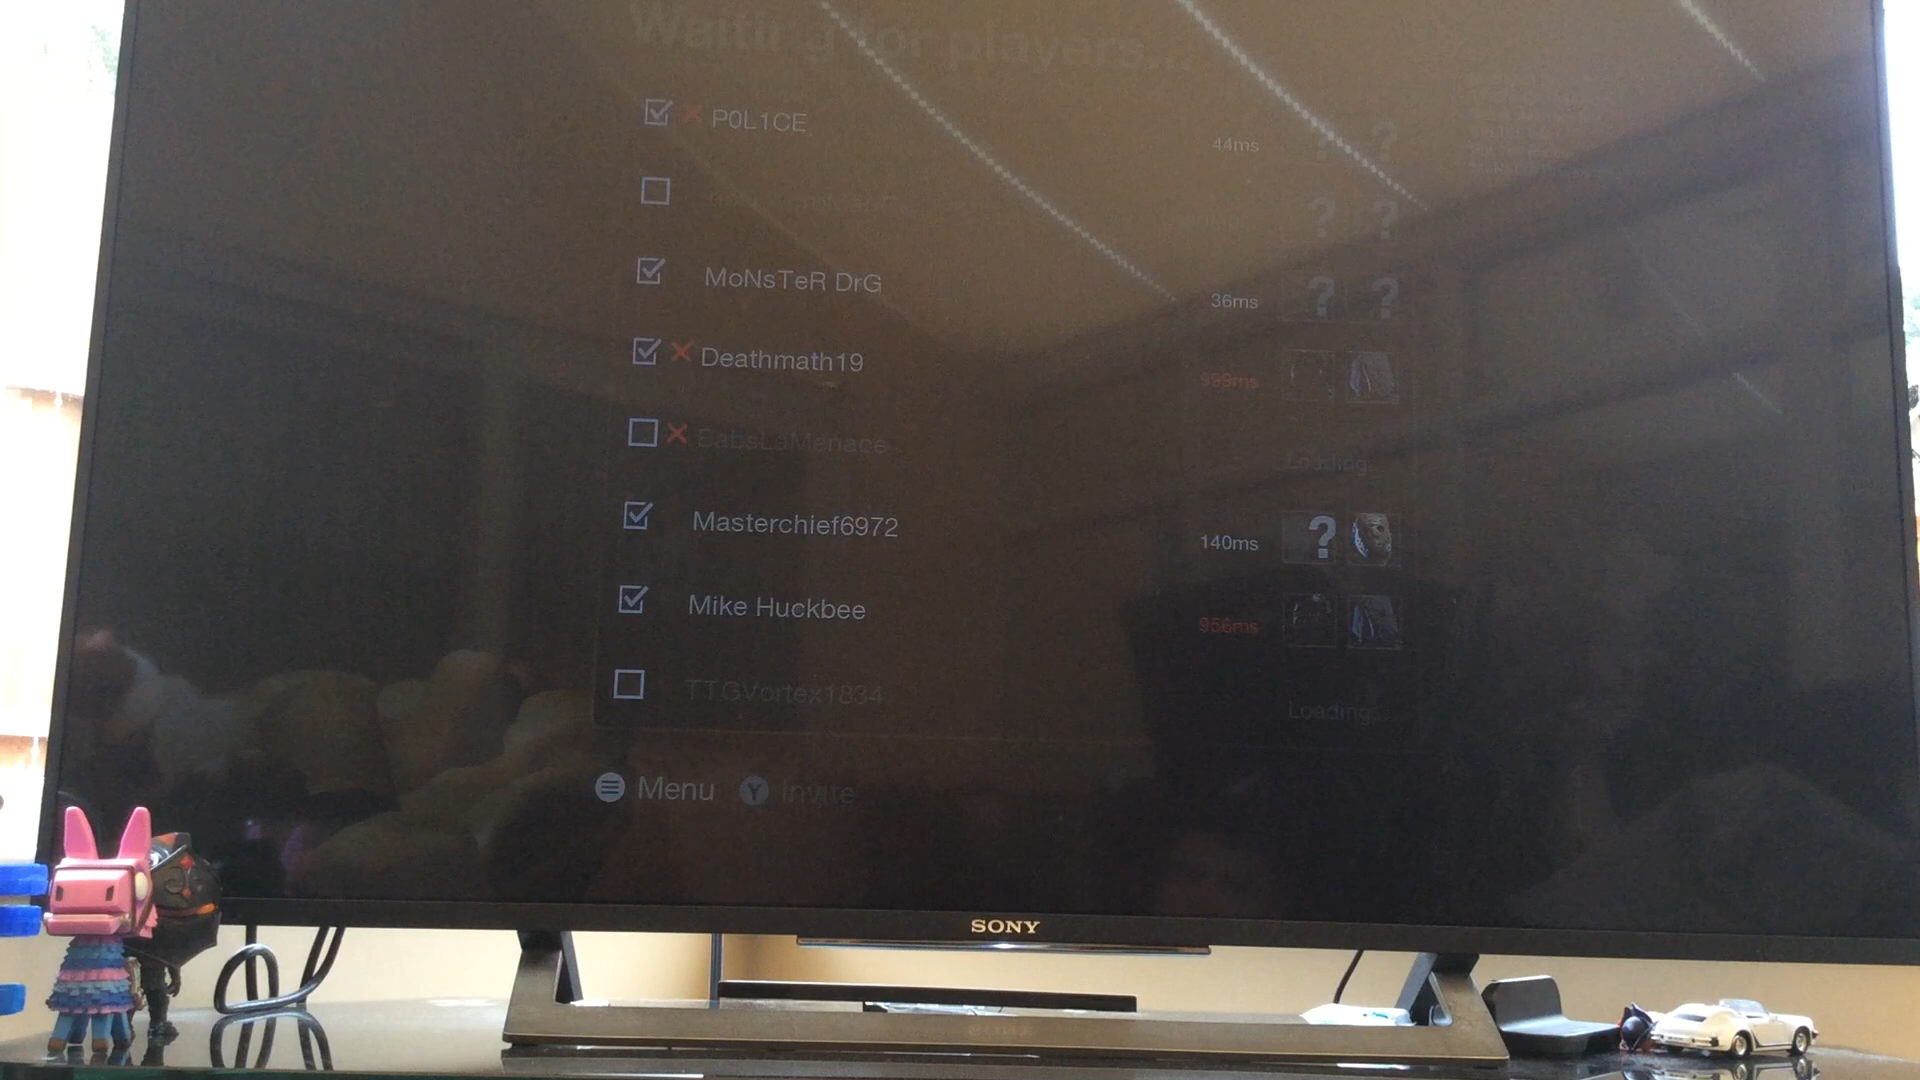 Waiting for players...
P0L1CE
44ms
MoNsTeR DrG
36ms
Deathmath19
999ms
BabsLaMenace
Loading...
Masterchief6972
140ms
Mike Huckbee
956ms
TTGVortex1834
Loading...
Menu Y Invite
SONY